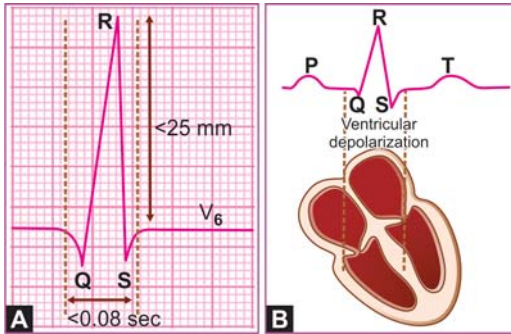 R
<25 mm
V6
Q S
<0.08 sec
A
R
P T
Q S
Ventricular
depolarization
B